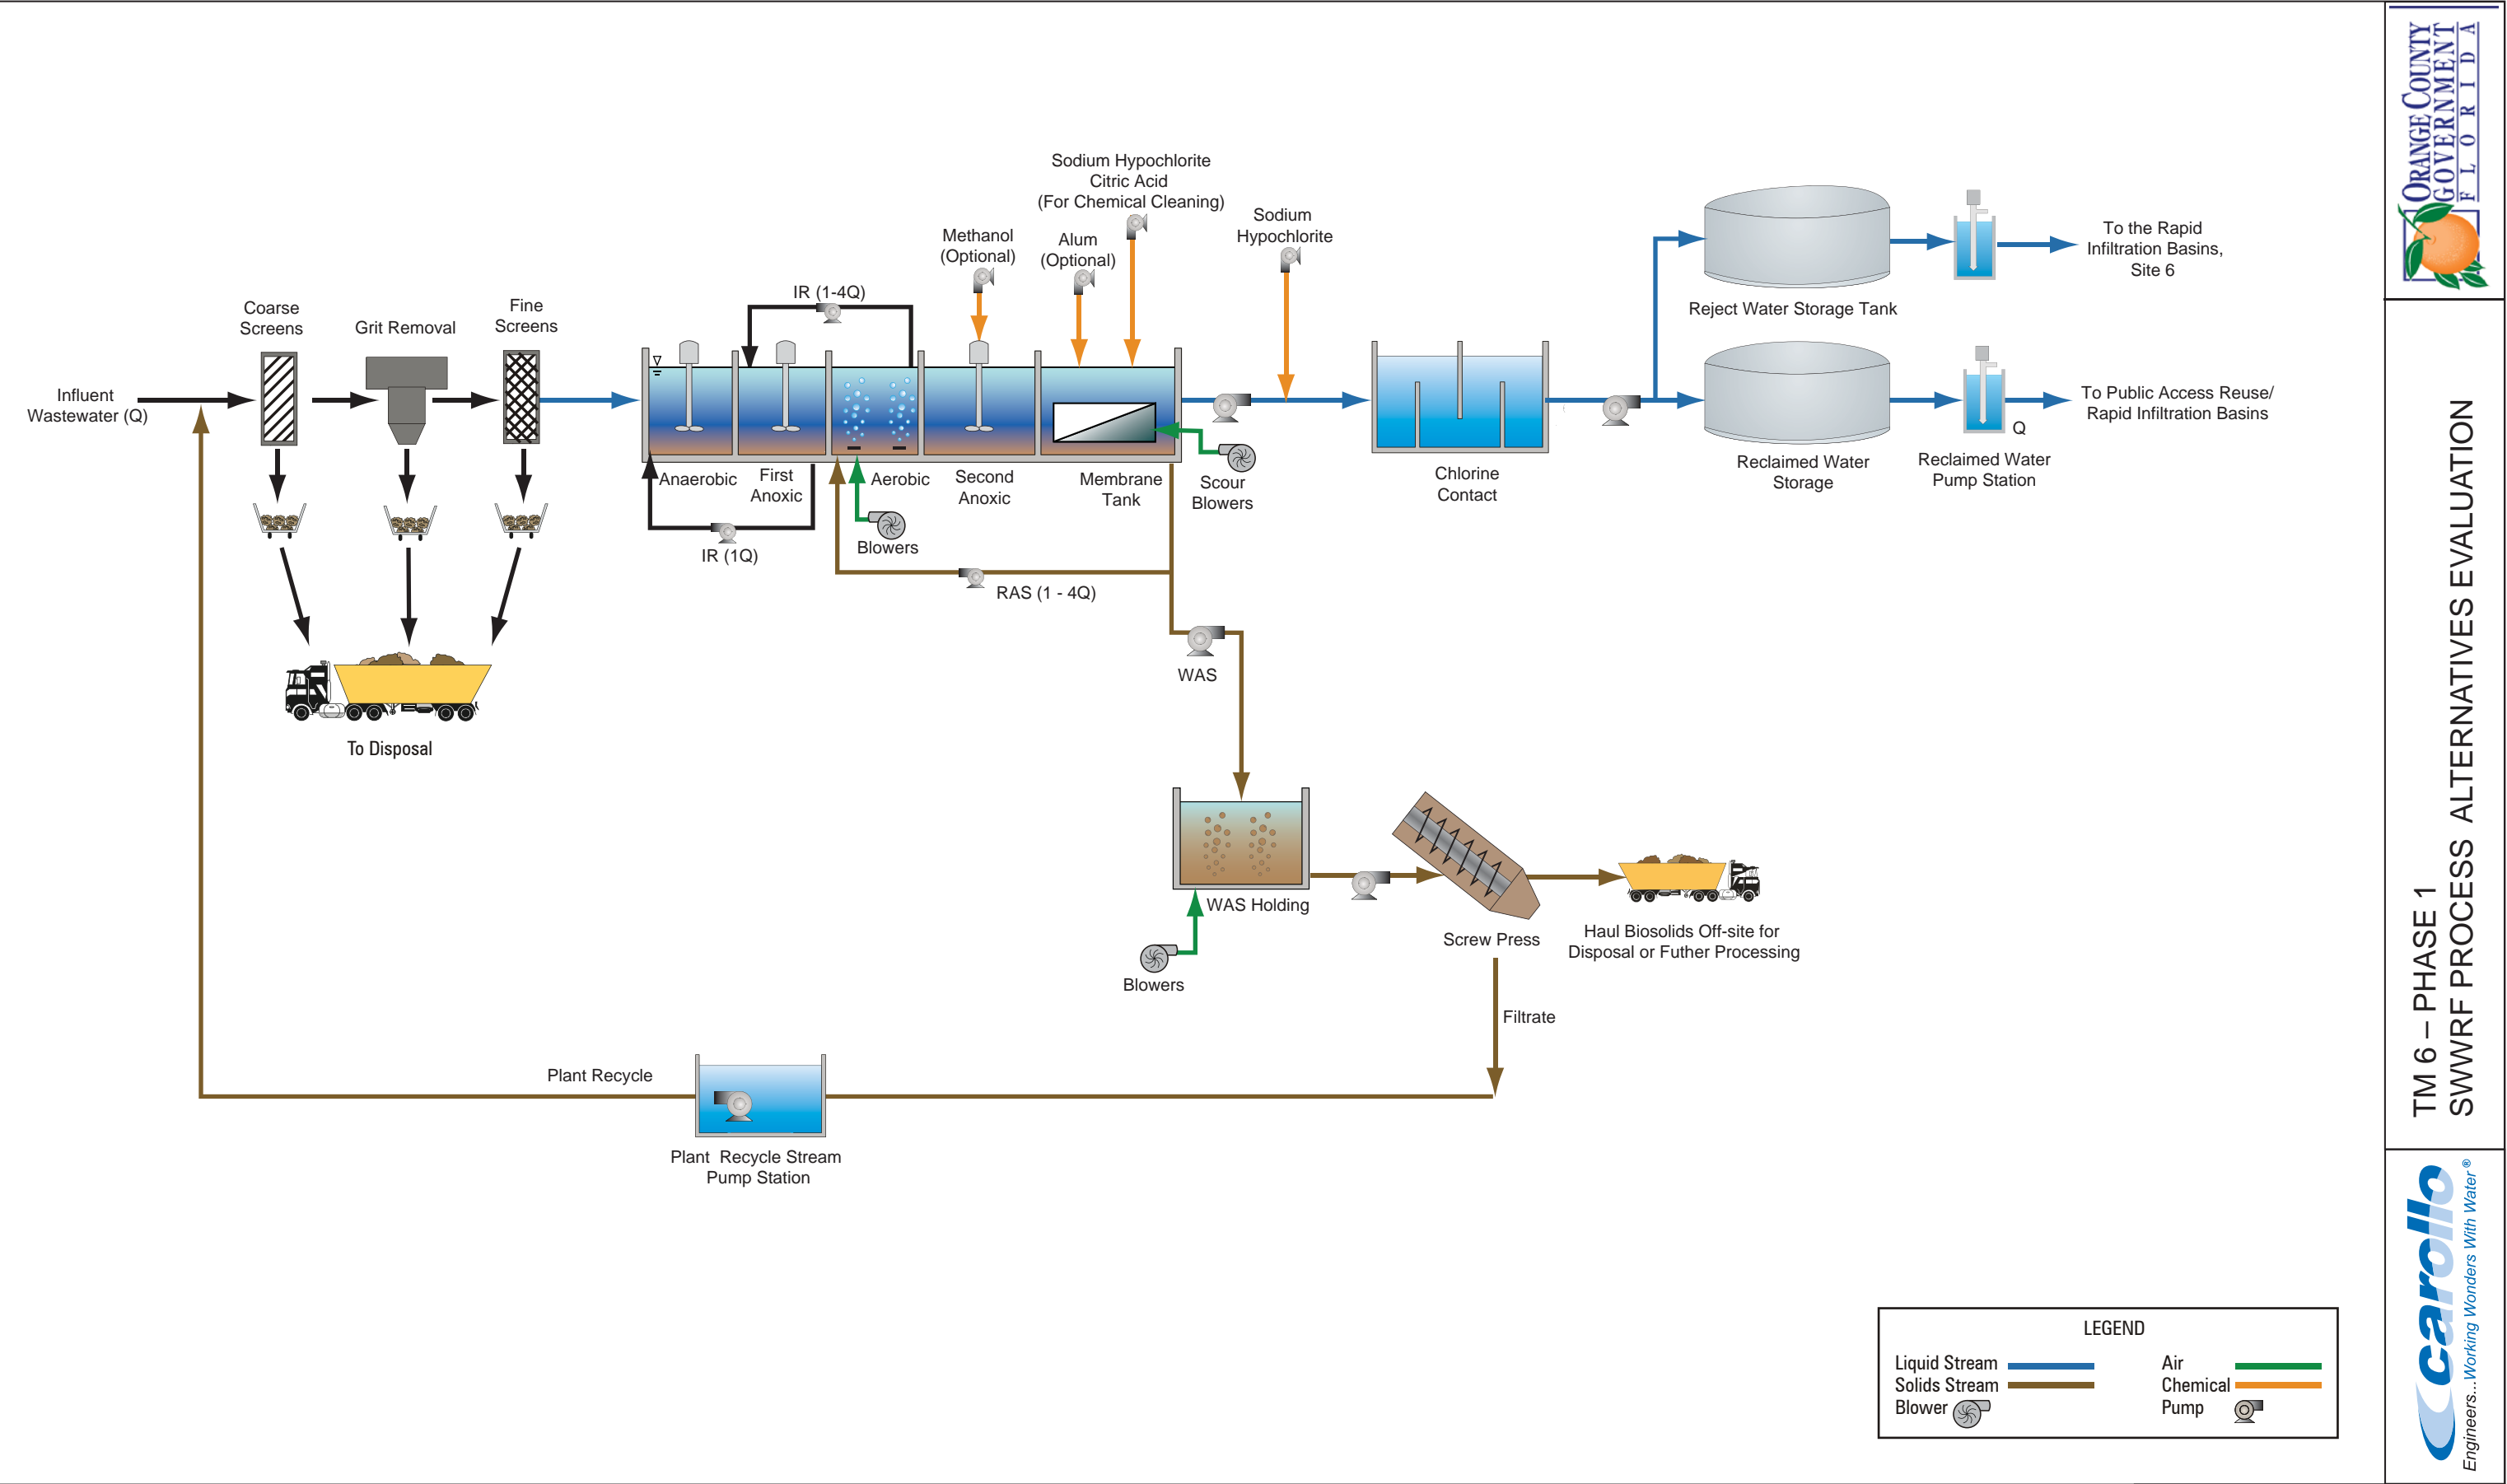 Sodium Hypochlorite
Citric Acid
(For Chemical Cleaning)
Methanol
(Optional)
Alum
(Optional)
Sodium
Hypochlorite
IR (1-4Q)
Coarse
Screens
Grit Removal
Fine
Screens
Influent
Wastewater (Q)
Anaerobic
First
Anoxic
Aerobic
Second
Anoxic
Membrane
Tank
Scour
Blowers
Blowers
IR (1Q)
RAS (1 - 4Q)
WAS
Chlorine
Contact
Reject Water Storage Tank
To the Rapid
Infiltration Basins,
Site 6
Reclaimed Water
Storage
Q
Reclaimed Water
Pump Station
To Public Access Reuse/
Rapid Infiltration Basins
To Disposal
WAS Holding
Blowers
Screw Press
Haul Biosolids Off-site for
Disposal or Futher Processing
Filtrate
Plant Recycle
Plant Recycle Stream
Pump Station
LEGEND
Liquid Stream
Solids Stream
Blower
Air
Chemical
Pump
ORANGE COUNTY
GOVERNMENT
FLORIDA
TM 6 – PHASE 1
SWWRF PROCESS ALTERNATIVES EVALUATION
carollo
Engineers...Working Wonders With Water®